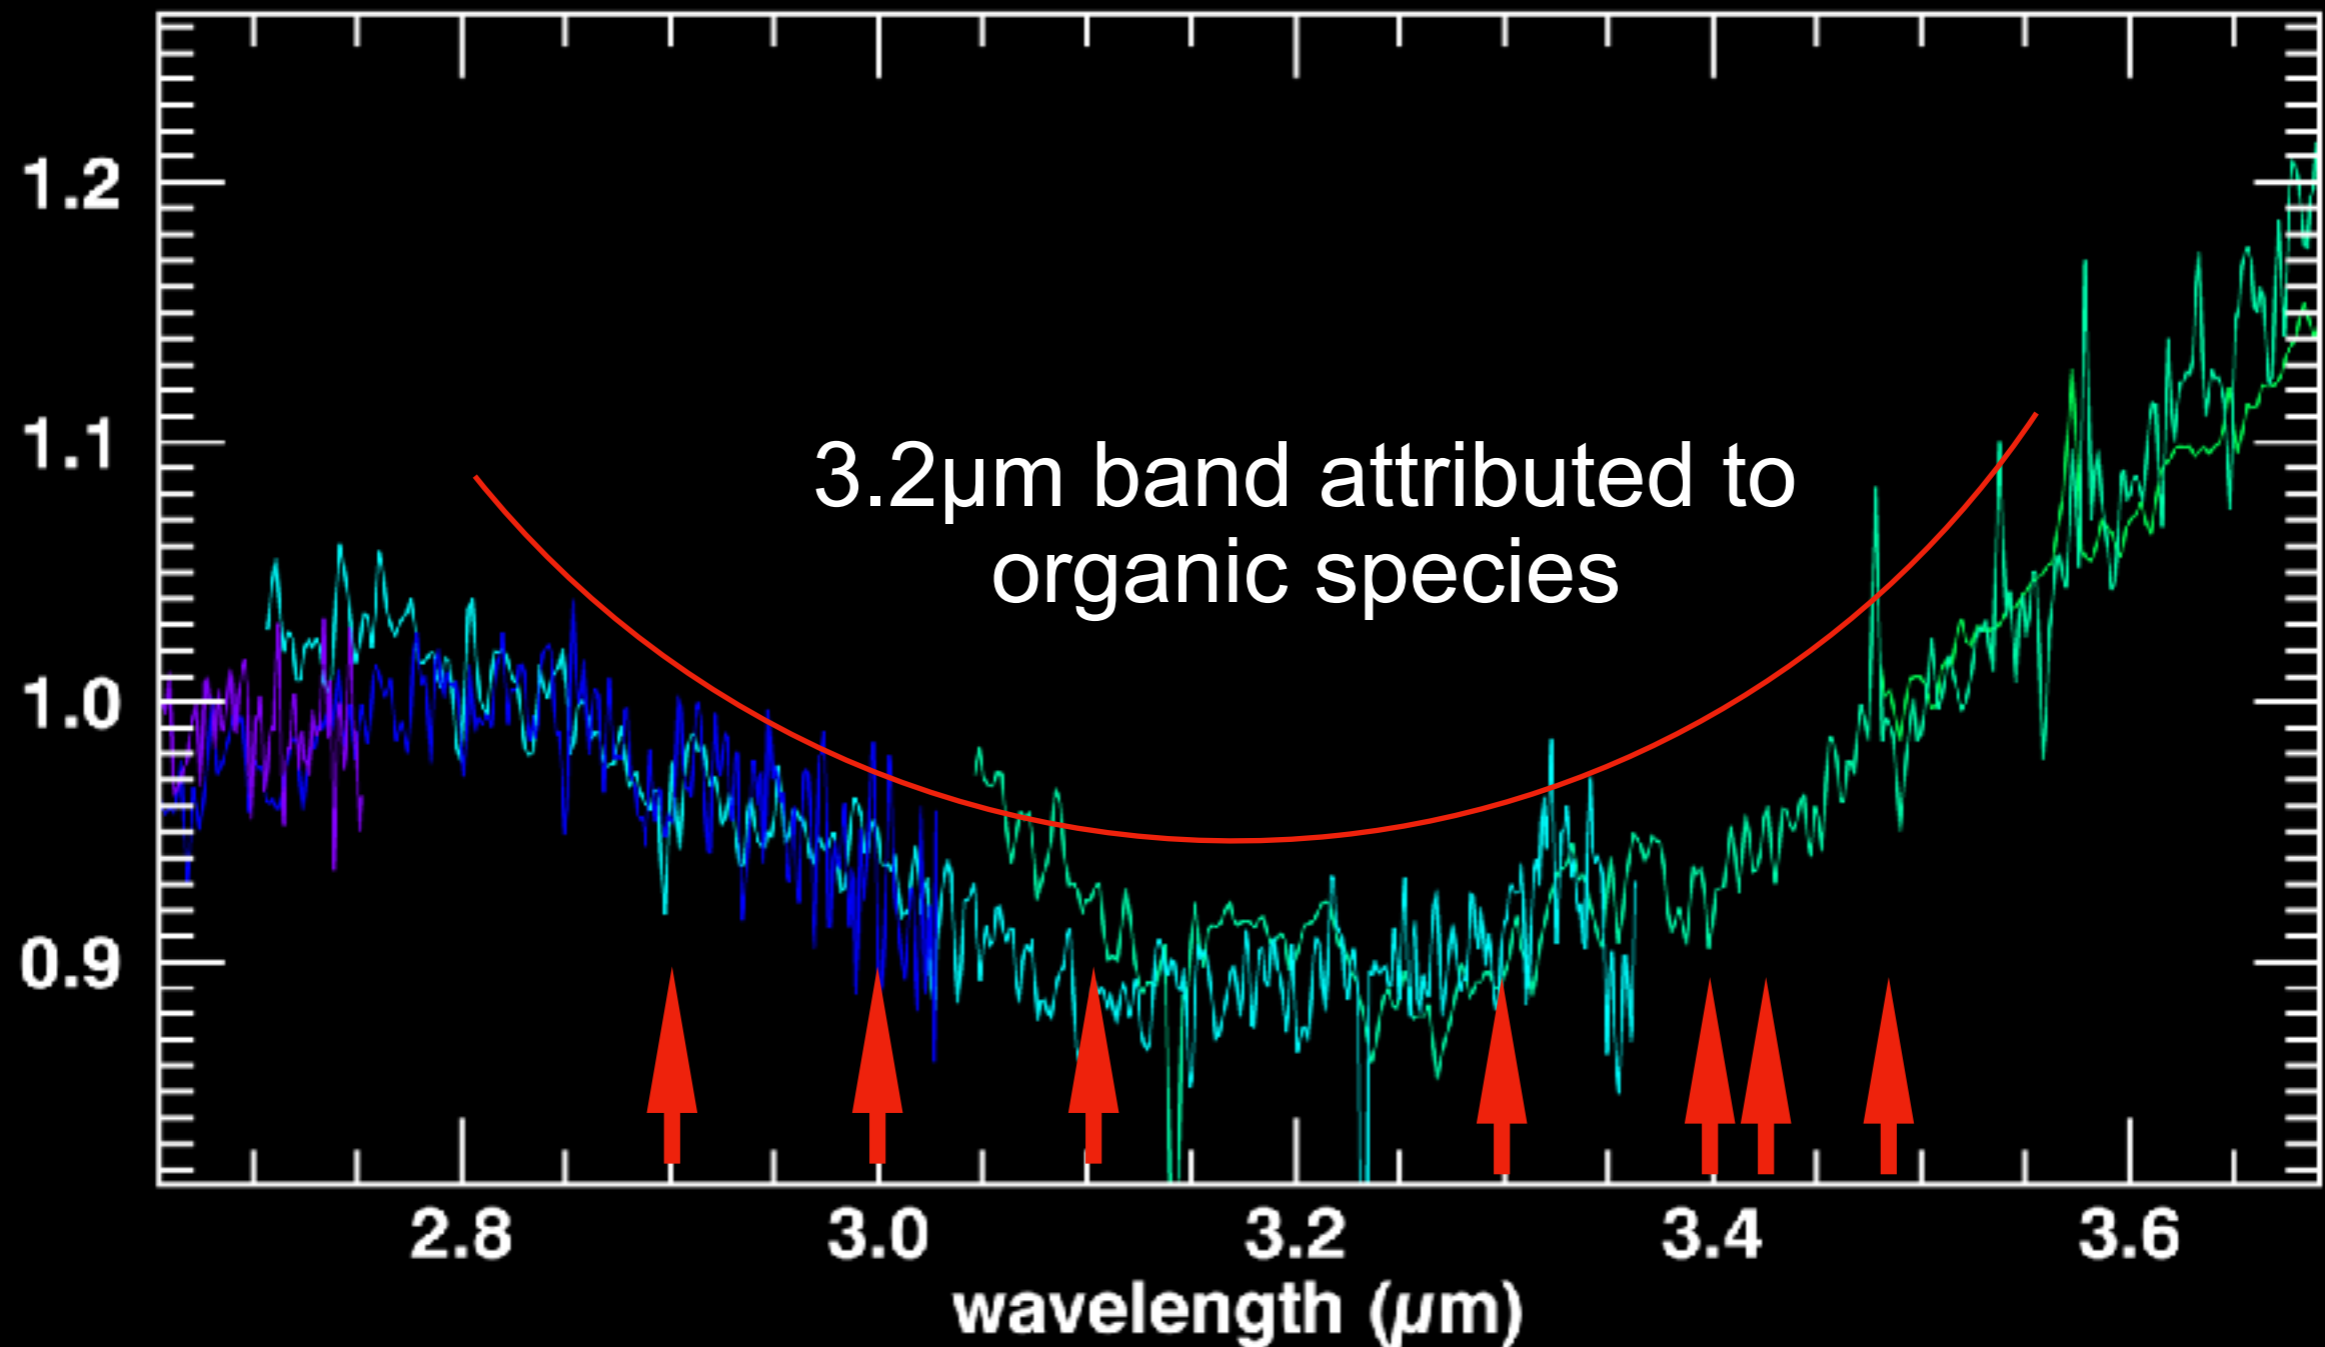 1.2
1.1
3.2µm band attributed to
organic species
1.0
0.9
2.8 3.0 3.2 3.4 3.6
wavelength (µm)